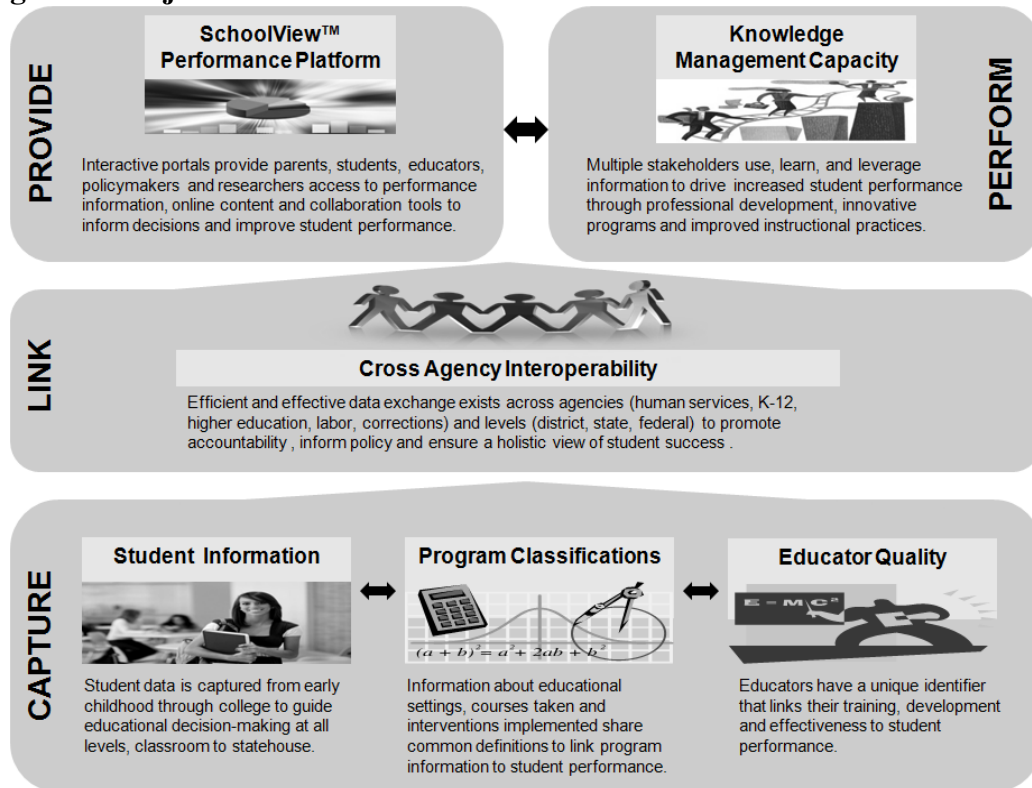 PROVIDE
SchoolView™
Performance Platform
Interactive portals provide parents, students, educators,
policymakers and researchers access to performance
information, online content and collaboration tools to
inform decisions and improve student performance.
Knowledge
Management Capacity
Multiple stakeholders use, learn, and leverage
information to drive increased student performance
through professional development, innovative
programs and improved instructional practices.
PERFORM
LINK
Cross Agency Interoperability
Efficient and effective data exchange exists across agencies (human services, K-12,
higher education, labor, corrections) and levels (district, state, federal) to promote
accountability , inform policy and ensure a holistic view of student success .
CAPTURE
Student Information
Student data is captured from early
childhood through college to guide
educational decision-making at all
levels, classroom to statehouse.
Program Classifications
(a + b)² = a² + 2ab + b²
Information about educational
settings, courses taken and
interventions implemented share
common definitions to link program
information to student performance.
Educator Quality
E = MC²
Educators have a unique identifier
that links their training, development
and effectiveness to student
performance.